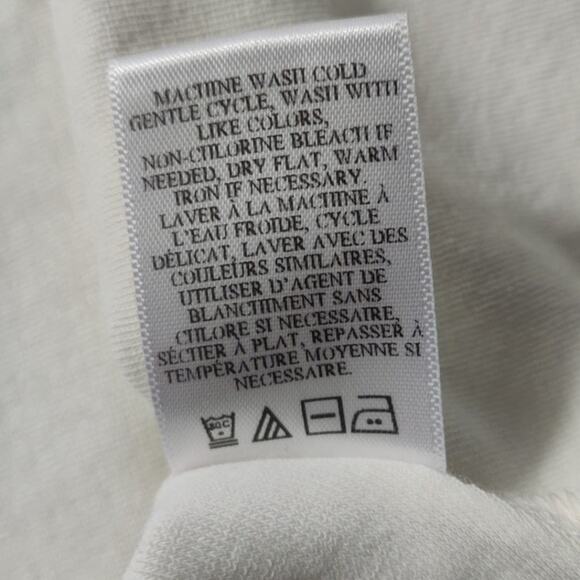 MACHINE WASH COLD
GENTLE CYCLE, WASH WITH
LIKE COLORS,
NON-CHLORINE BLEACH IF
NEEDED, DRY FLAT, WARM
IRON IF NECESSARY
LAVER À LA MACHINE À
L'EAU FROIDE, CYCLE
DÉLICAT, LAVER AVEC DES
COULEURS SIMILAIRES,
UTILISER D'AGENT DE
BLANCHIMENT SANS
CHLORE SI NECESSAIRE,
SÉCHER À PLAT, REPASSER À
TEMPÉRATURE MOYENNE SI
NECESSAIRE.